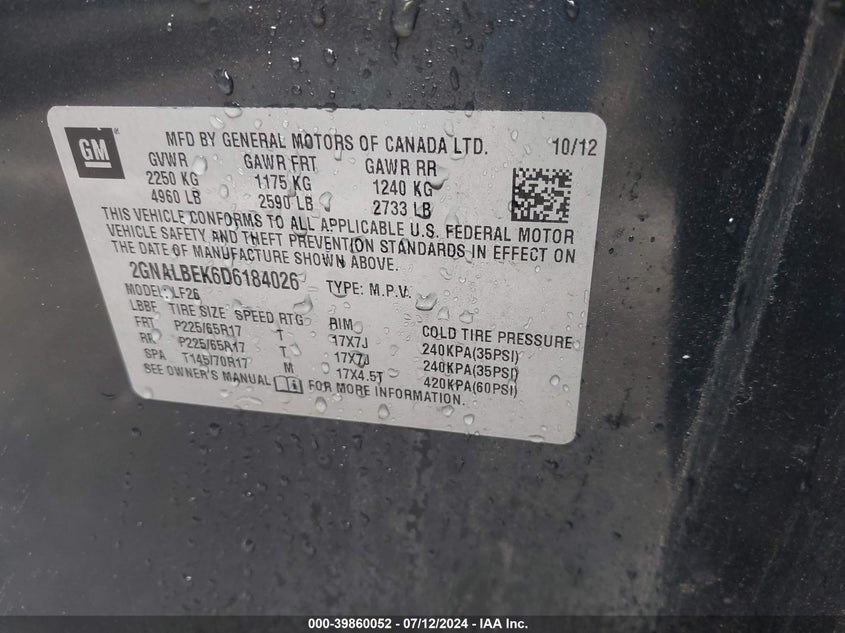 GM
MFD BY GENERAL MOTORS OF CANADA LTD. 10/12
GVWR GAWR FRT GAWR RR
2250 KG 1175 KG 1240 KG
4960 LB 2590 LB 2733 LB
THIS VEHICLE CONFORMS TO ALL APPLICABLE U.S. FEDERAL MOTOR
VEHICLE SAFETY AND THEFT PREVENTION STANDARDS IN EFFECT ON
THE DATE OF MANUFACTURE SHOWN ABOVE.
2GNALBEK6D6184026 TYPE: M.P.V.
MODEL: LF26
LBBF TIRE SIZE SPEED RTG RIM COLD TIRE PRESSURE
FRT P225/65R17 T 17X7J 240KPA(35PSI)
RR P225/65R17 T 17X7J 240KPA(35PSI)
SPA T145/70R17 M 17X4.5T 420KPA(60PSI)
SEE OWNER'S MANUAL FOR MORE INFORMATION.
000-39860052 - 07/12/2024 - IAA Inc.